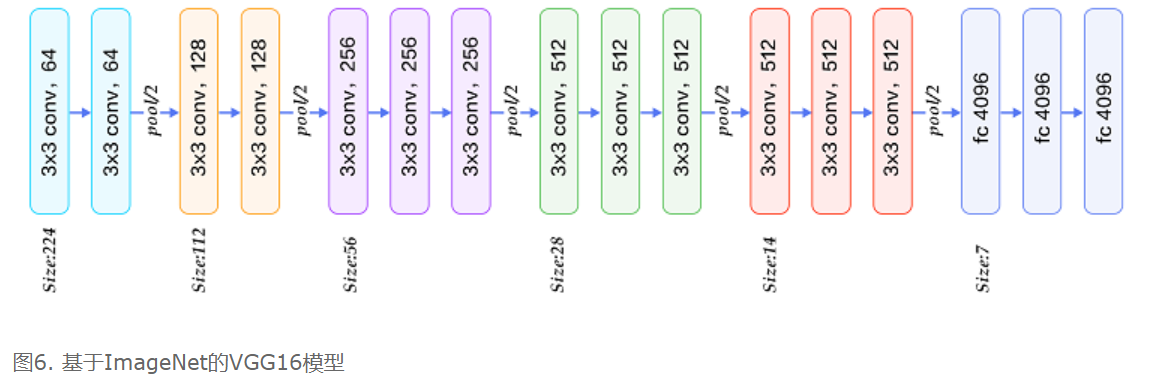 3x3 conv, 64
3x3 conv, 64
pool/2
3x3 conv, 128
3x3 conv, 128
pool/2
3x3 conv, 256
3x3 conv, 256
3x3 conv, 256
pool/2
3x3 conv, 512
3x3 conv, 512
3x3 conv, 512
pool/2
3x3 conv, 512
3x3 conv, 512
3x3 conv, 512
pool/2
fc 4096
fc 4096
fc 4096
Size:224
Size:112
Size:56
Size:28
Size:14
Size:7
图6. 基于ImageNet的VGG16模型